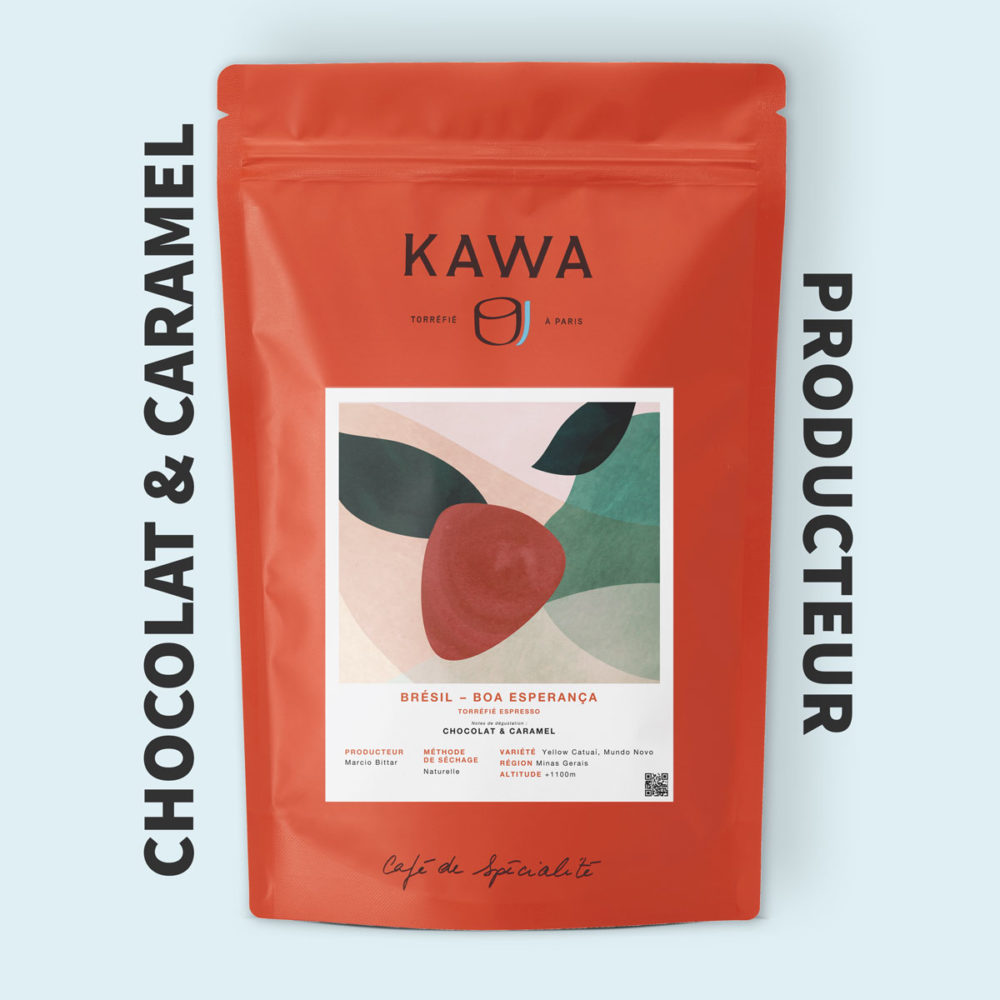 CHOCOLAT & CARAMEL
KAWA
TORRÉFIÉ À PARIS
BRÉSIL – BOA ESPERANÇA
TORRÉFIÉ ESPRESSO
Notes de dégustation :
CHOCOLAT & CARAMEL
PRODUCTEUR
Marcio Bittar
MÉTHODE
DE SÉCHAGE
Naturelle
VARIÉTÉ Yellow Catuaí, Mundo Novo
RÉGION Minas Gerais
ALTITUDE +1100m
Café de Spécialité
PRODUCTEUR